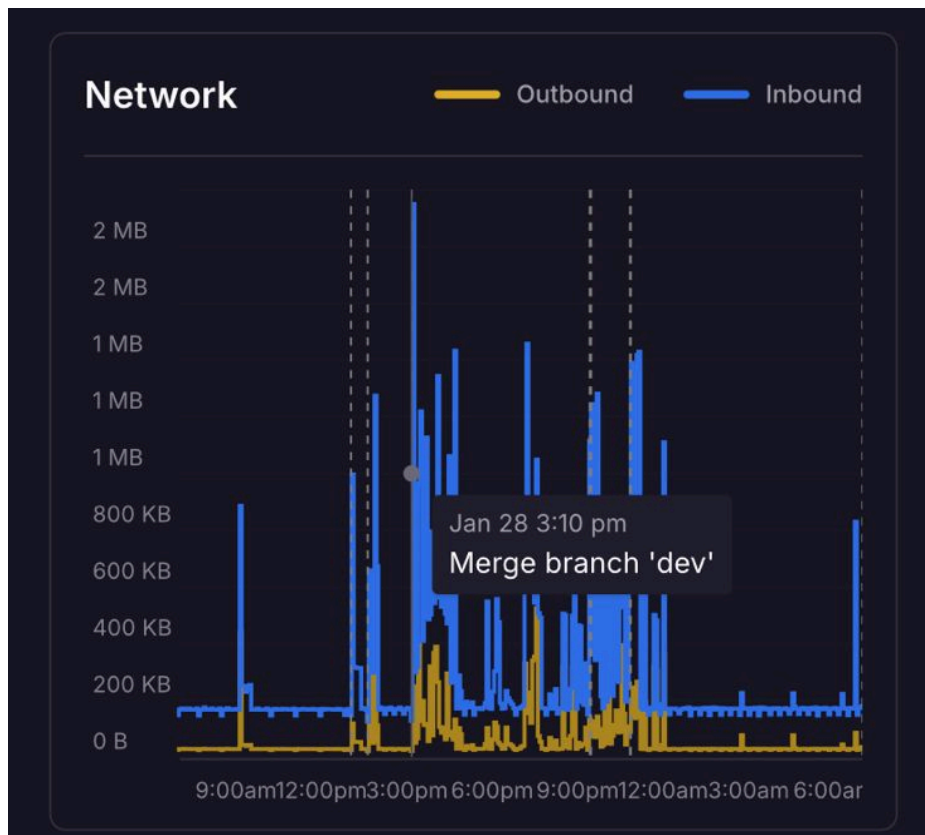 Network
Outbound
Inbound
2 MB
2 MB
1 MB
1 MB
1 MB
800 KB
600 KB
400 KB
200 KB
0 B
Jan 28 3:10 pm
Merge branch 'dev'
9:00am12:00pm3:00pm 6:00pm 9:00pm12:00am3:00am 6:00ar